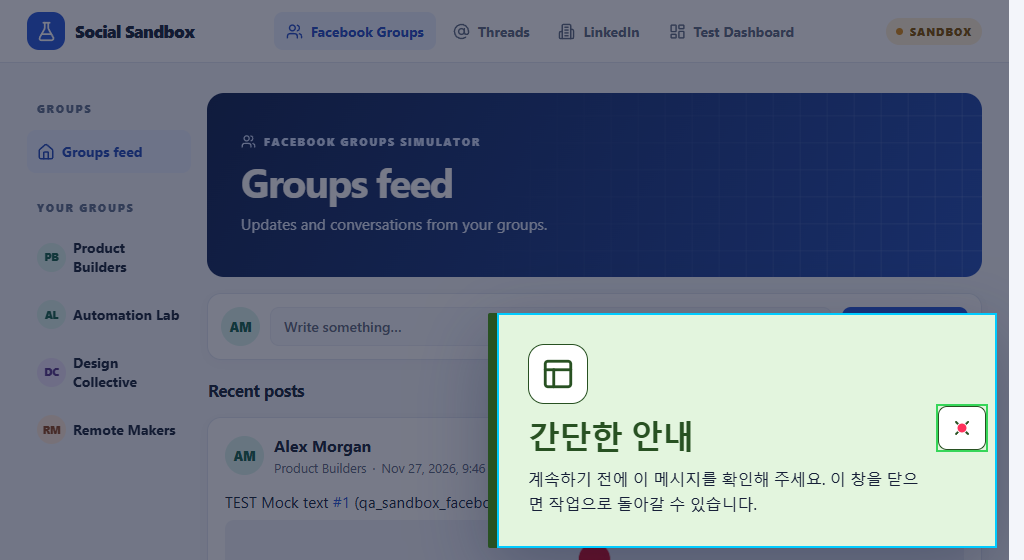 Social Sandbox
Facebook Groups
Threads
LinkedIn
Test Dashboard
SANDBOX
GROUPS
Groups feed
YOUR GROUPS
PB
Product
Builders
AL
Automation Lab
DC
Design
Collective
RM
Remote Makers
FACEBOOK GROUPS SIMULATOR
Groups feed
Updates and conversations from your groups.
AM
Write something...
Recent posts
AM
Alex Morgan
Product Builders · Nov 27, 2026, 9:46
TEST Mock text #1 (qa_sandbox_facebo
간단한 안내
계속하기 전에 이 메시지를 확인해 주세요. 이 창을 닫으
면 작업으로 돌아갈 수 있습니다.